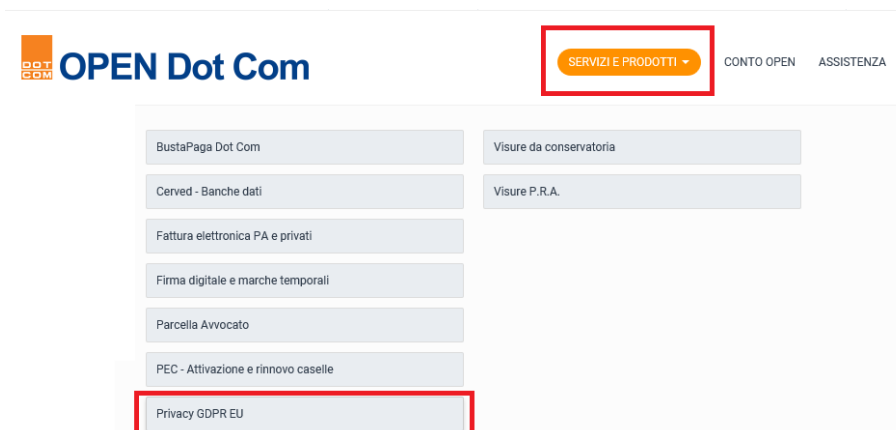 DOT
COM
OPEN Dot Com
SERVIZI E PRODOTTI
CONTO OPEN
ASSISTENZA
BustaPaga Dot Com
Cerved - Banche dati
Fattura elettronica PA e privati
Firma digitale e marche temporali
Parcella Avvocato
PEC - Attivazione e rinnovo caselle
Privacy GDPR EU
Visure da conservatoria
Visure P.R.A.